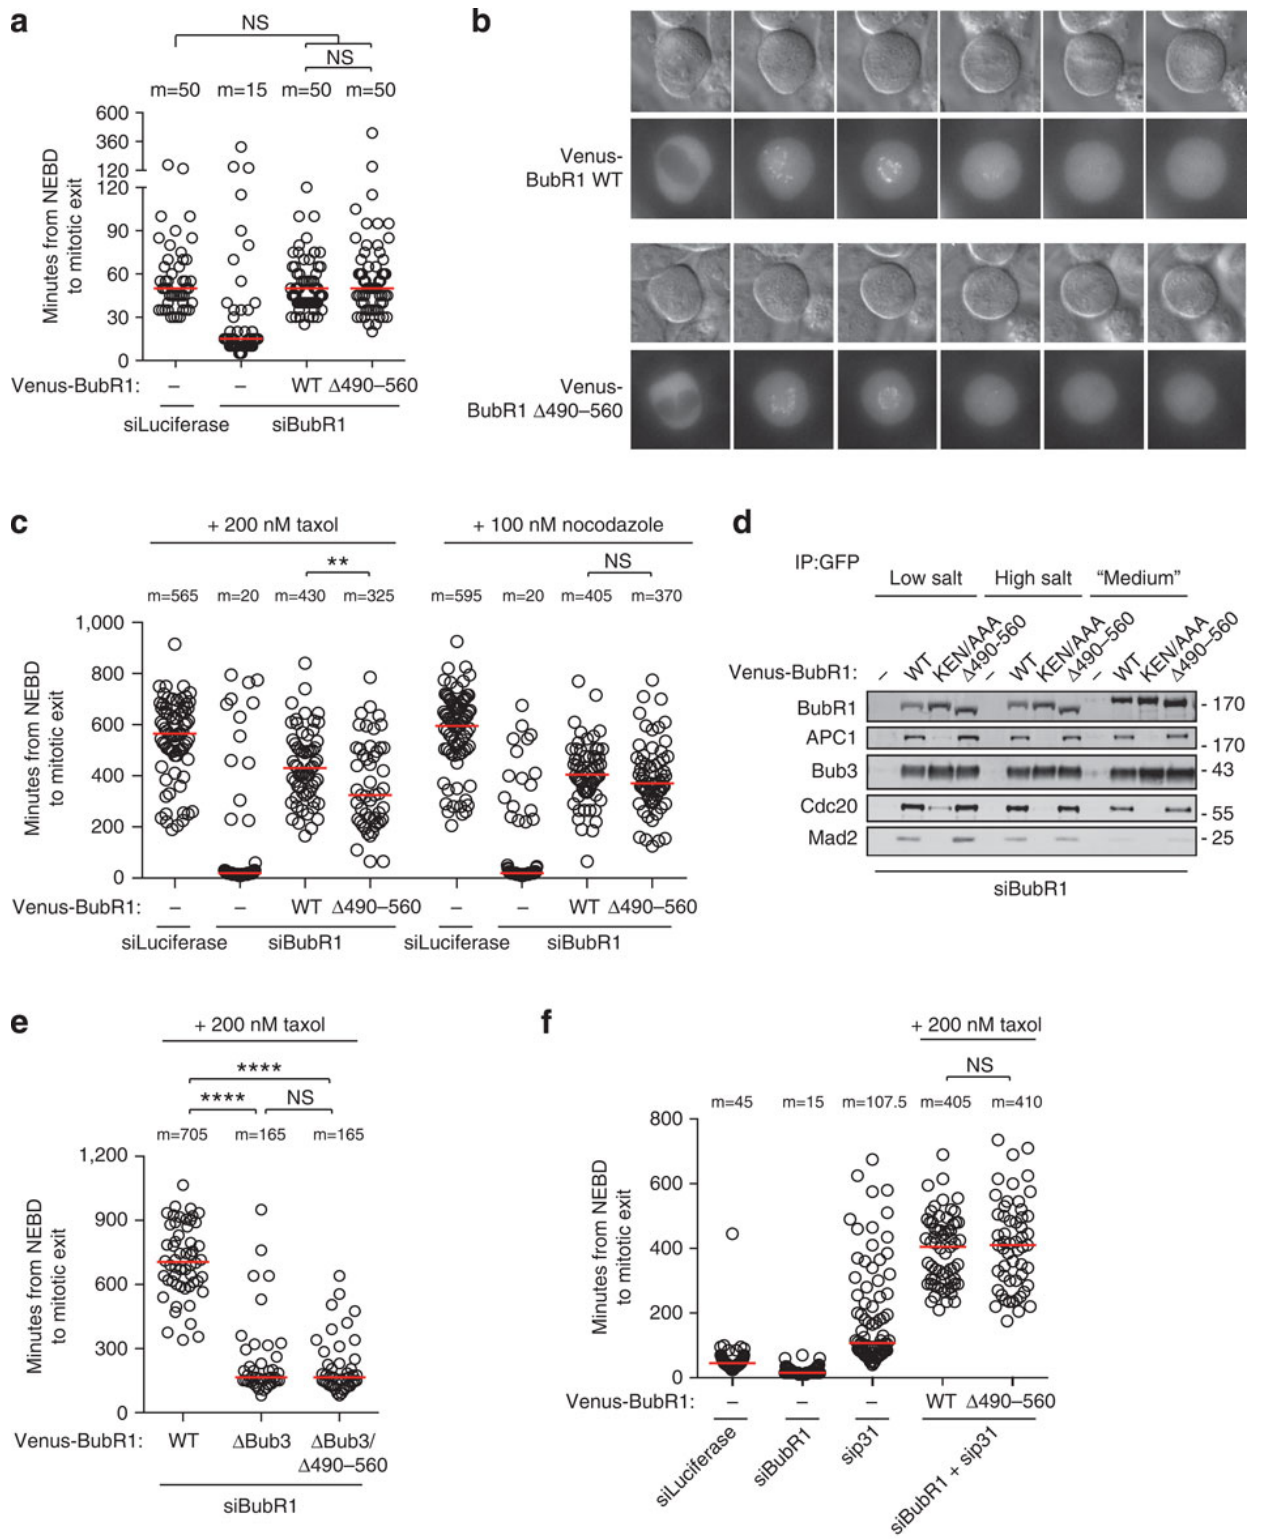 a
NS
NS
m=50 m=15 m=50 m=50
600
360
120
120
90
60
30
0
Minutes from NEBD
to mitotic exit
Venus-BubR1: – – WT Δ490–560
siLuciferase siBubR1
b
Venus-
BubR1 WT
Venus-
BubR1 Δ490–560
c
+ 200 nM taxol + 100 nM nocodazole
** NS
m=565 m=20 m=430 m=325 m=595 m=20 m=405 m=370
1,000
800
600
400
200
0
Minutes from NEBD
to mitotic exit
Venus-BubR1: – – WT Δ490–560 – – WT Δ490–560
siLuciferase siBubR1 siLuciferase siBubR1
d
IP:GFP
Low salt High salt “Medium”
Venus-BubR1: – WT KEN/AAA Δ490-560 – WT KEN/AAA Δ490–560 – WT KEN/AAA Δ490–560
BubR1 - 170
APC1 - 170
Bub3 - 43
Cdc20 - 55
Mad2 - 25
siBubR1
e
+ 200 nM taxol
****
**** NS
m=705 m=165 m=165
1,200
900
600
300
0
Minutes from NEBD
to mitotic exit
Venus-BubR1: WT ΔBub3 ΔBub3/
Δ490–560
siBubR1
f
+ 200 nM taxol
NS
m=45 m=15 m=107.5 m=405 m=410
800
600
400
200
0
Minutes from NEBD
to mitotic exit
Venus-BubR1: – – – WT Δ490–560
siLuciferase siBubR1 sip31 siBubR1 + sip31